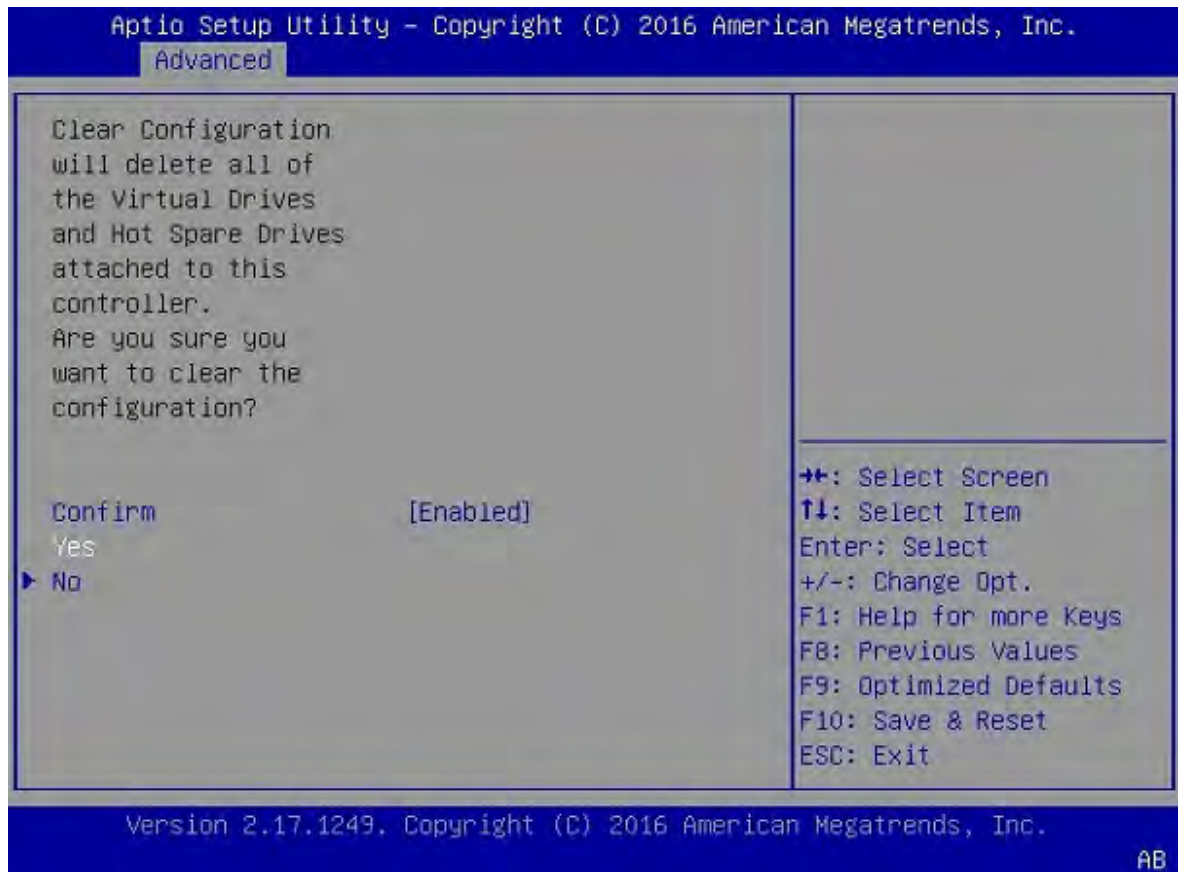 Aptio Setup Utility – Copyright (C) 2016 American Megatrends, Inc.
Advanced
Clear Configuration
will delete all of
the Virtual Drives
and Hot Spare Drives
attached to this
controller.
Are you sure you
want to clear the
configuration?
Confirm [Enabled]
Yes
▶ No
→←: Select Screen
↑↓: Select Item
Enter: Select
+/-: Change Opt.
F1: Help for more Keys
F8: Previous Values
F9: Optimized Defaults
F10: Save & Reset
ESC: Exit
Version 2.17.1249. Copyright (C) 2016 American Megatrends, Inc.
AB